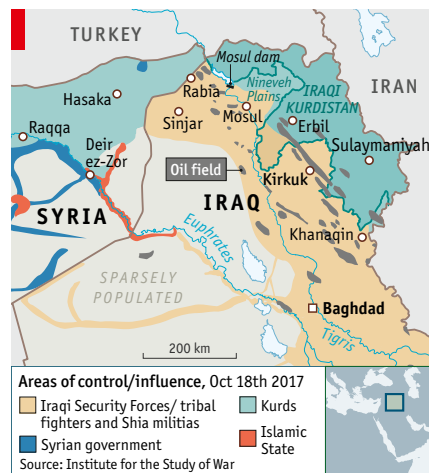 TURKEY
Mosul dam
Rabia
Nineveh
Plains
IRAQI
KURDISTAN
IRAN
Hasaka
Sinjar
Mosul
Erbil
Raqqa
Sulaymaniyah
Deir
ez-Zor
Oil field
Kirkuk
SYRIA
IRAQ
Euphrates
Khanaqin
SPARSELY
POPULATED
Baghdad
Tigris
200 km
Areas of control/influence, Oct 18th 2017
Iraqi Security Forces/ tribal
fighters and Shia militias
Kurds
Syrian government
Islamic
State
Source: Institute for the Study of War